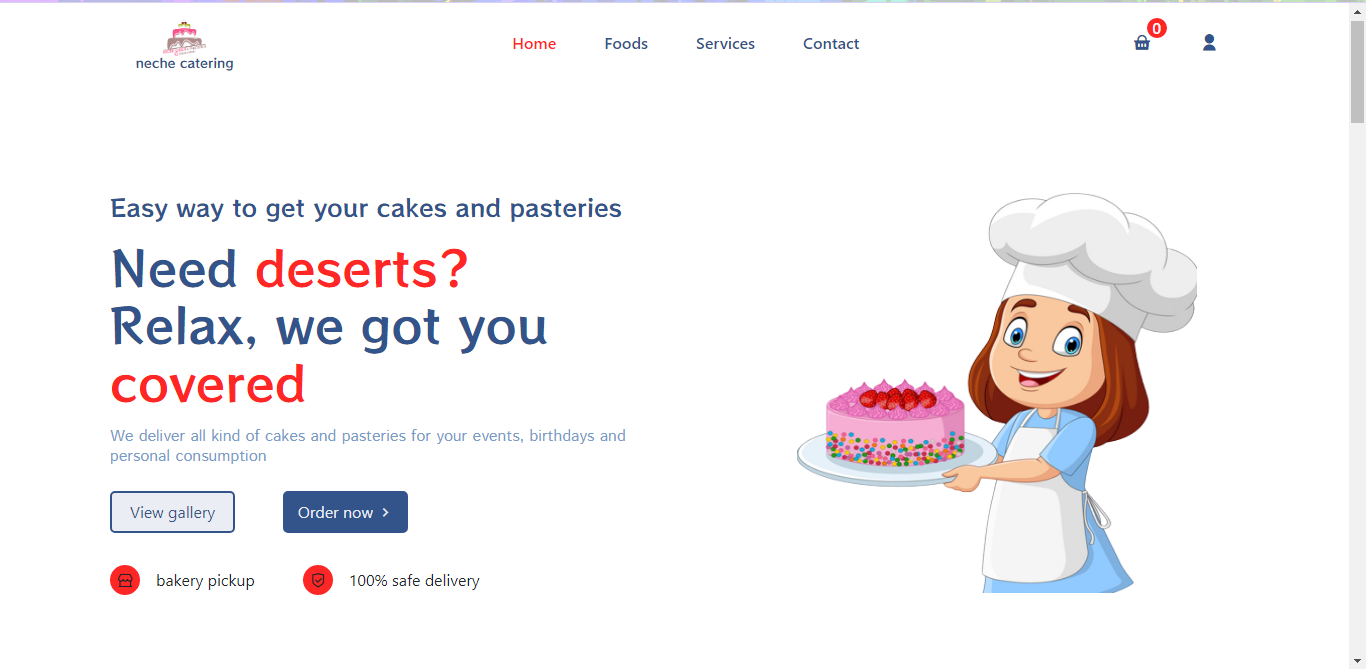 neche catering
Home
Foods
Services
Contact
0
Easy way to get your cakes and pasteries
Need deserts?
Relax, we got you
covered
We deliver all kind of cakes and pasteries for your events, birthdays and
personal consumption
View gallery
Order now
bakery pickup
100% safe delivery